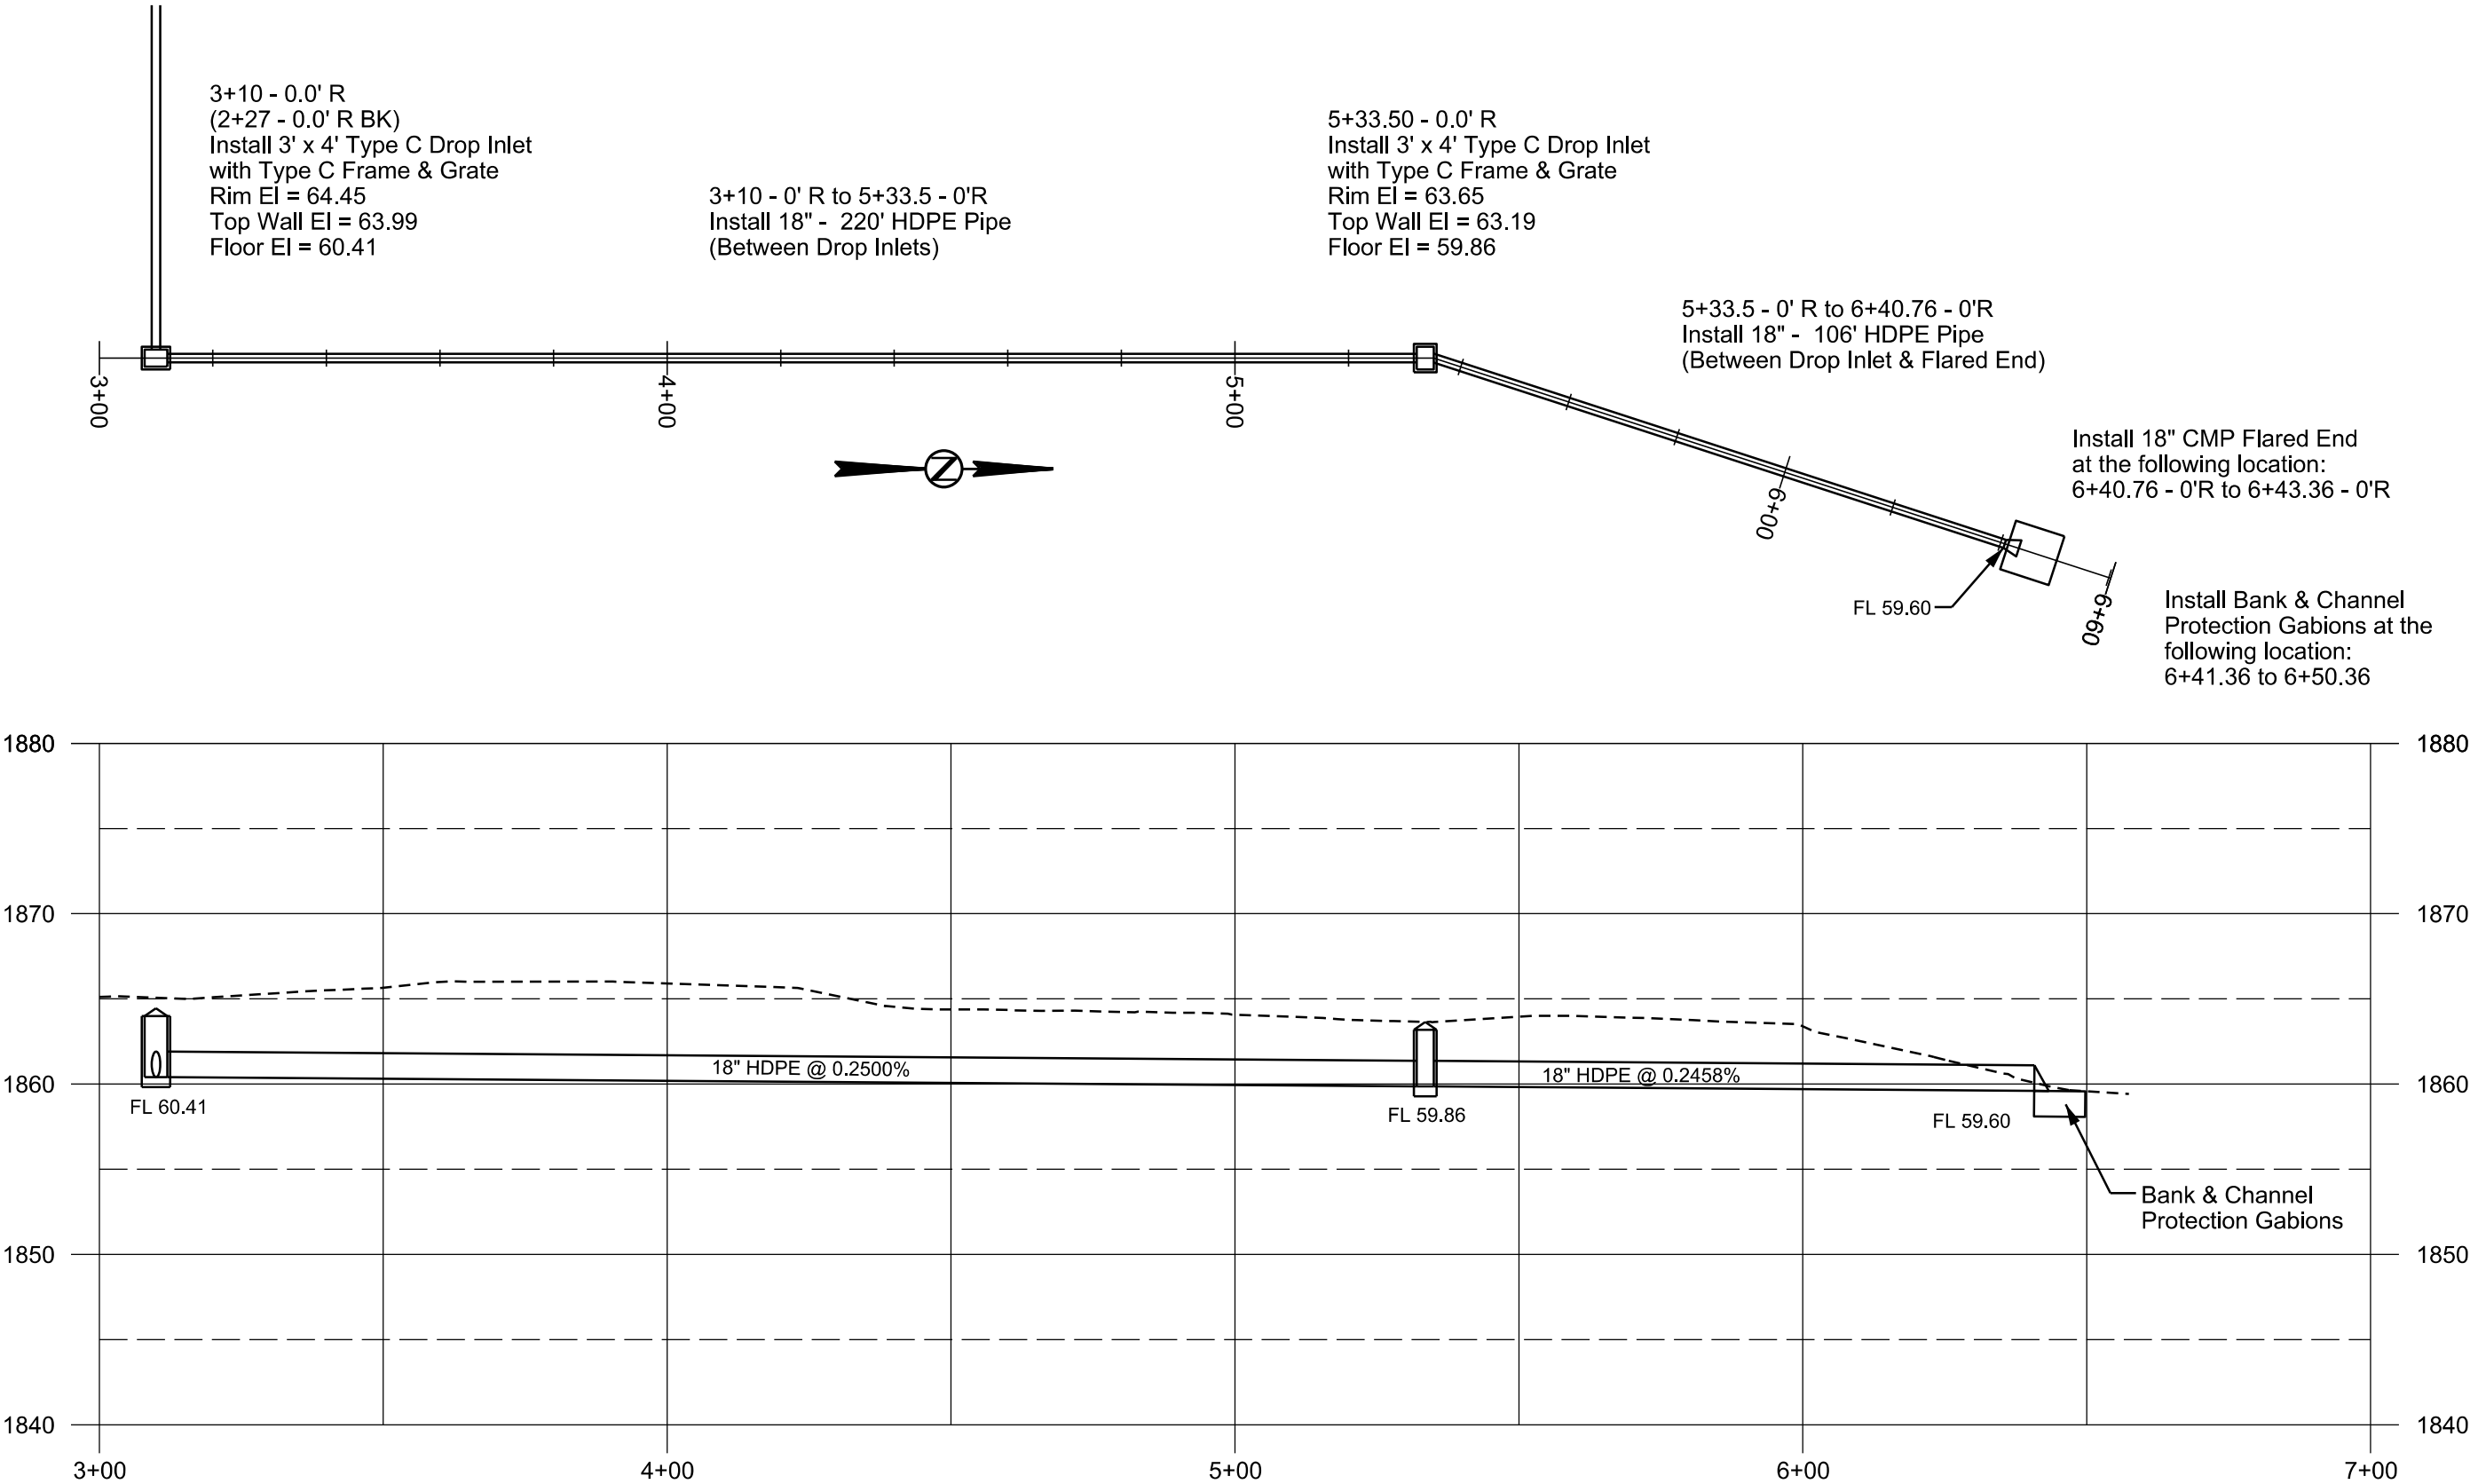 3+10 - 0.0' R
(2+27 - 0.0' R BK)
Install 3' x 4' Type C Drop Inlet
with Type C Frame & Grate
Rim El = 64.45
Top Wall El = 63.99
Floor El = 60.41
3+10 - 0' R to 5+33.5 - 0'R
Install 18" -  220' HDPE Pipe
(Between Drop Inlets)
5+33.50 - 0.0' R
Install 3' x 4' Type C Drop Inlet
with Type C Frame & Grate
Rim El = 63.65
Top Wall El = 63.19
Floor El = 59.86
5+33.5 - 0' R to 6+40.76 - 0'R
Install 18" -  106' HDPE Pipe
(Between Drop Inlet & Flared End)
3+00
4+00
5+00
6+00
6+60
Z
Install 18" CMP Flared End
at the following location:
6+40.76 - 0'R to 6+43.36 - 0'R
FL 59.60
Install Bank & Channel
Protection Gabions at the
following location:
6+41.36 to 6+50.36
1880
1880
1870
1870
18" HDPE @ 0.2500%
18" HDPE @ 0.2458%
1860
1860
FL 60.41
FL 59.86
FL 59.60
Bank & Channel
Protection Gabions
1850
1850
1840
1840
3+00
4+00
5+00
6+00
7+00